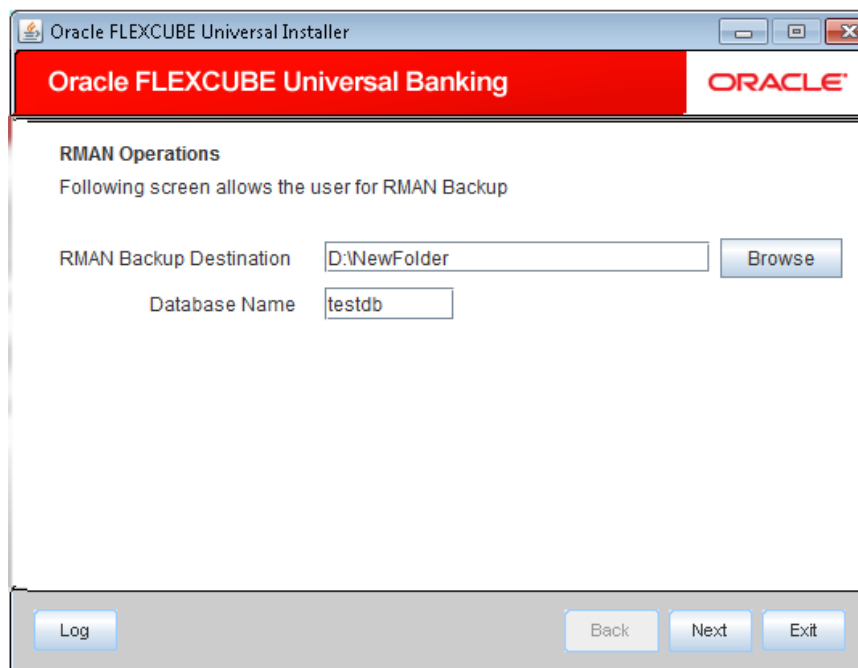 Oracle FLEXCUBE Universal Installer
Oracle FLEXCUBE Universal Banking
ORACLE
RMAN Operations
Following screen allows the user for RMAN Backup
RMAN Backup Destination D:\NewFolder Browse
Database Name testdb
Log Back Next Exit